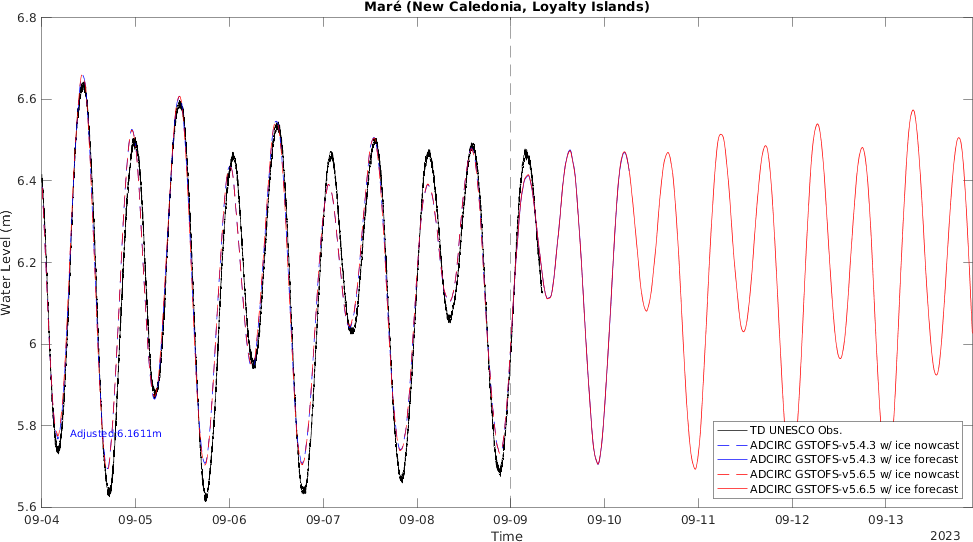 Maré (New Caledonia, Loyalty Islands)
6.8
6.6
6.4
6.2
6
5.8
5.6
Water Level (m)
Adjusted 6.1611m
TD UNESCO Obs.
ADCIRC GSTOFS-v5.4.3 w/ ice nowcast
ADCIRC GSTOFS-v5.4.3 w/ ice forecast
ADCIRC GSTOFS-v5.6.5 w/ ice nowcast
ADCIRC GSTOFS-v5.6.5 w/ ice forecast
09-04 09-05 09-06 09-07 09-08 09-09 09-10 09-11 09-12 09-13
Time
2023